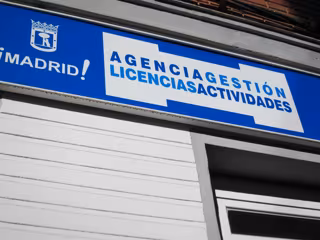 ¡MADRID!
AGENCIAGESTIÓN
LICENCIASACTIVIDADES